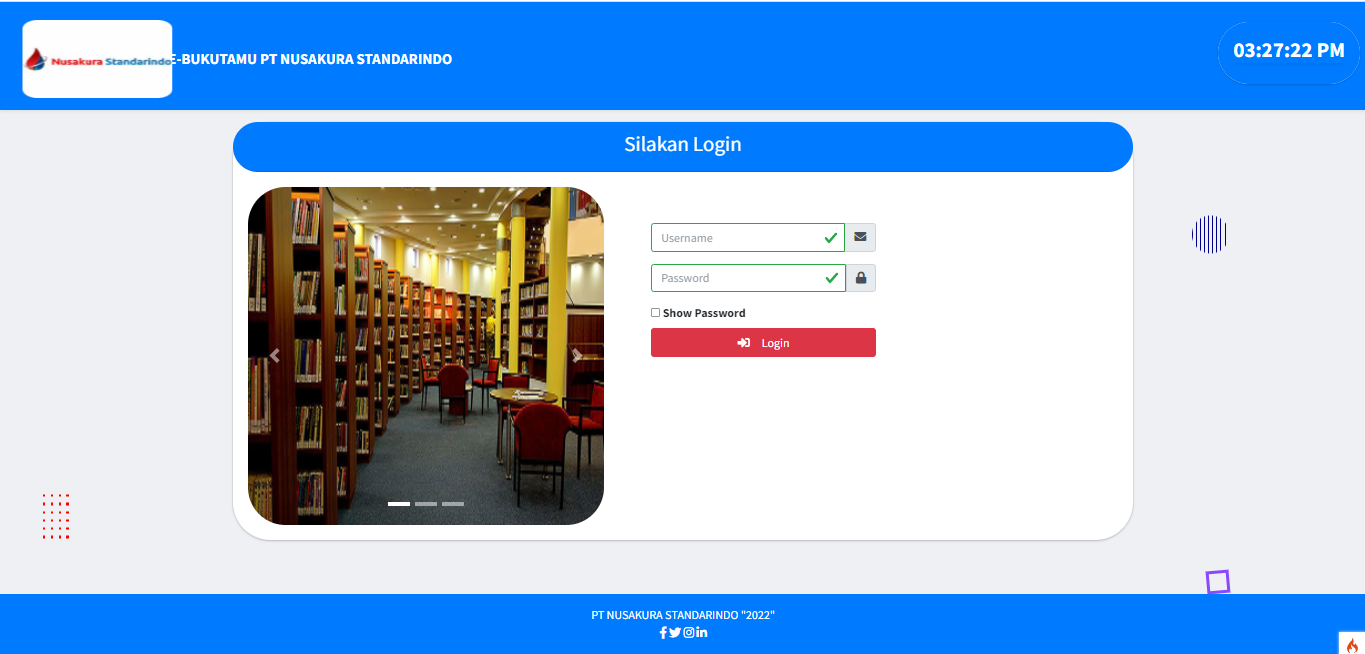 Nusakura Standarindo
E-BUKUTAMU PT NUSAKURA STANDARINDO
03:27:22 PM
Silakan Login
Username
Password
Show Password
Login
PT NUSAKURA STANDARINDO "2022"